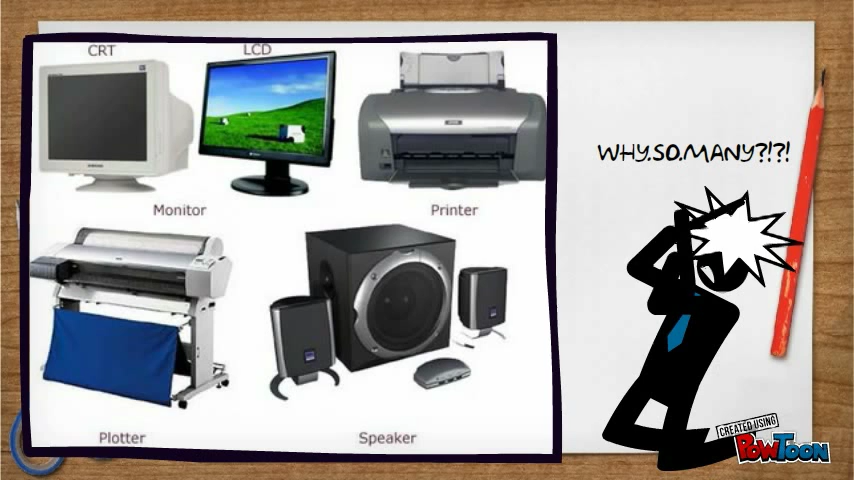 CRT
LCD
Monitor
Printer
Plotter
Speaker
WHY.SO.MANY?!?!
CREATED USING
POWTOON